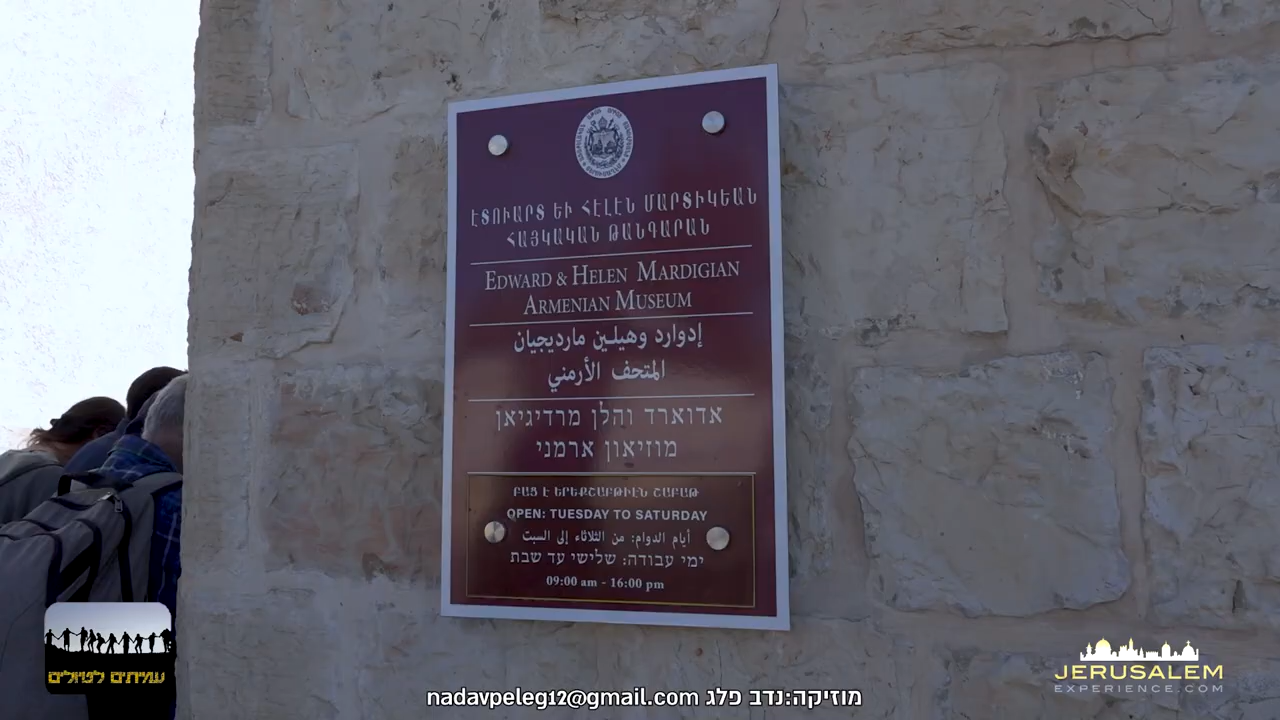 ԷՏՈՒԱՐՏ ԵՒ ՀԷԼԷՆ ՄԱՐՏԻԿԵԱՆ
ՀԱՅԿԱԿԱՆ ԹԱՆԳԱՐԱՆ
EDWARD & HELEN MARDIGIAN
ARMENIAN MUSEUM
إدوارد وهيلين مارديجيان
المتحف الأرمني
אדוארד והלן מרדיגיאן
מוזיאון ארמני
ԲԱՑ Է ԵՐԵՔՇԱԲԹԻԷՆ ՇԱԲԱԹ
OPEN: TUESDAY TO SATURDAY
أيام الدوام: من الثلاثاء إلى السبت
ימי עבודה: שלישי עד שבת
09:00 am - 16:00 pm
עמיתים לטיולים
מוזיקה:נדב פלג nadavpeleg12@gmail.com
JERUSALEM
EXPERIENCE.COM